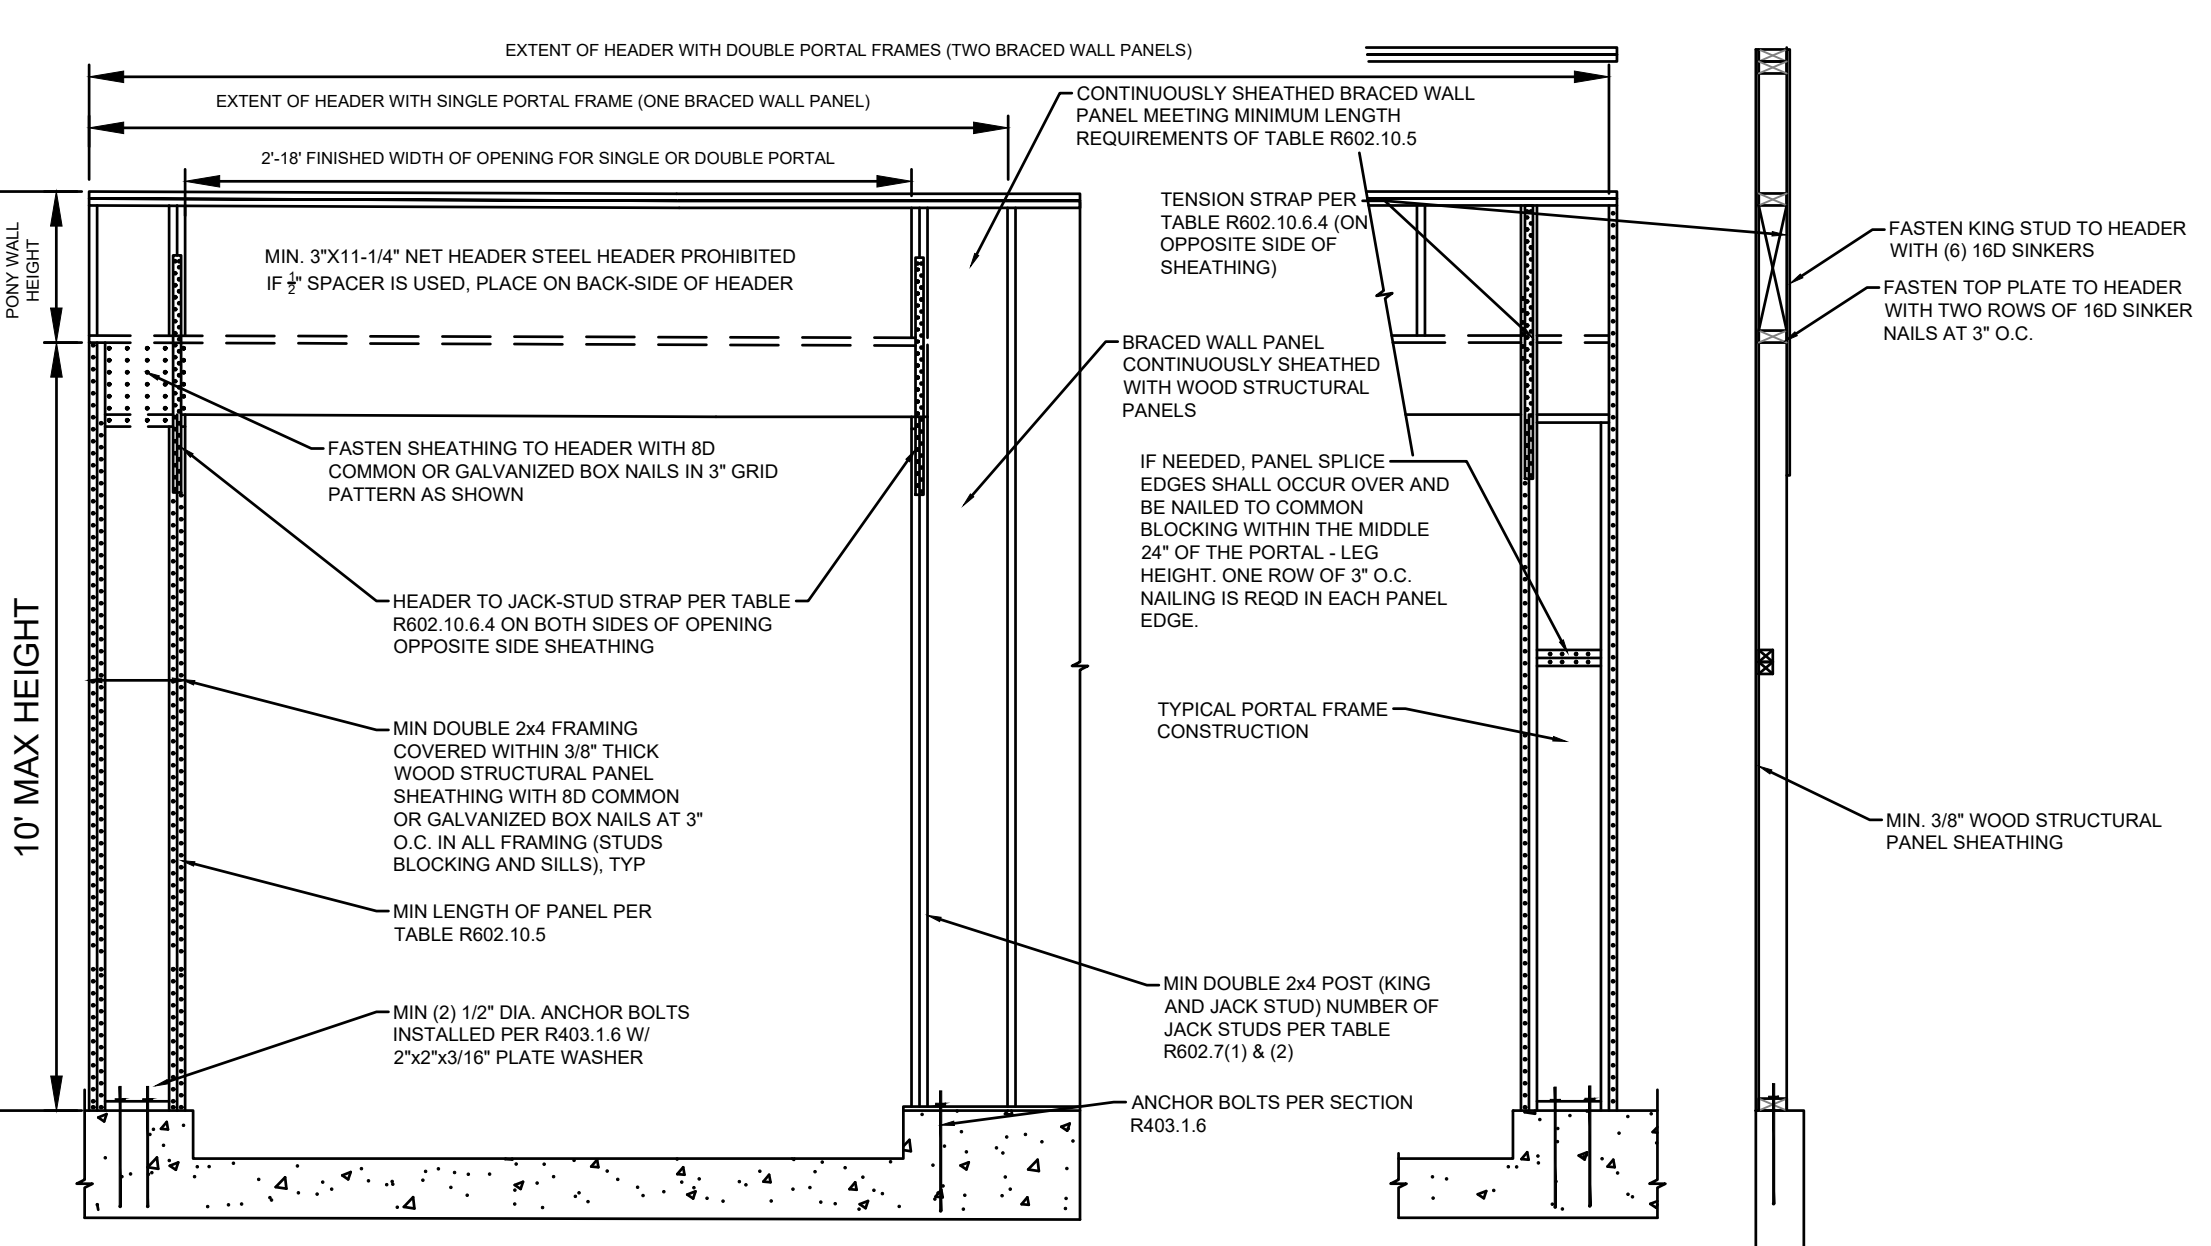 EXTENT OF HEADER WITH DOUBLE PORTAL FRAMES (TWO BRACED WALL PANELS)
EXTENT OF HEADER WITH SINGLE PORTAL FRAME (ONE BRACED WALL PANEL)
2'-18' FINISHED WIDTH OF OPENING FOR SINGLE OR DOUBLE PORTAL
PONY WALL
HEIGHT
10' MAX HEIGHT
MIN. 3"X11-1/4" NET HEADER STEEL HEADER PROHIBITED
IF 1/2" SPACER IS USED, PLACE ON BACK-SIDE OF HEADER
FASTEN SHEATHING TO HEADER WITH 8D
COMMON OR GALVANIZED BOX NAILS IN 3" GRID
PATTERN AS SHOWN
HEADER TO JACK-STUD STRAP PER TABLE
R602.10.6.4 ON BOTH SIDES OF OPENING
OPPOSITE SIDE SHEATHING
MIN DOUBLE 2x4 FRAMING
COVERED WITHIN 3/8" THICK
WOOD STRUCTURAL PANEL
SHEATHING WITH 8D COMMON
OR GALVANIZED BOX NAILS AT 3"
O.C. IN ALL FRAMING (STUDS
BLOCKING AND SILLS), TYP
MIN LENGTH OF PANEL PER
TABLE R602.10.5
MIN (2) 1/2" DIA. ANCHOR BOLTS
INSTALLED PER R403.1.6 W/
2"x2"x3/16" PLATE WASHER
CONTINUOUSLY SHEATHED BRACED WALL
PANEL MEETING MINIMUM LENGTH
REQUIREMENTS OF TABLE R602.10.5
TENSION STRAP PER
TABLE R602.10.6.4 (ON
OPPOSITE SIDE OF
SHEATHING)
BRACED WALL PANEL
CONTINUOUSLY SHEATHED
WITH WOOD STRUCTURAL
PANELS
IF NEEDED, PANEL SPLICE
EDGES SHALL OCCUR OVER AND
BE NAILED TO COMMON
BLOCKING WITHIN THE MIDDLE
24" OF THE PORTAL - LEG
HEIGHT. ONE ROW OF 3" O.C.
NAILING IS REQD IN EACH PANEL
EDGE.
TYPICAL PORTAL FRAME
CONSTRUCTION
MIN DOUBLE 2x4 POST (KING
AND JACK STUD) NUMBER OF
JACK STUDS PER TABLE
R602.7(1) & (2)
ANCHOR BOLTS PER SECTION
R403.1.6
FASTEN KING STUD TO HEADER
WITH (6) 16D SINKERS
FASTEN TOP PLATE TO HEADER
WITH TWO ROWS OF 16D SINKER
NAILS AT 3" O.C.
MIN. 3/8" WOOD STRUCTURAL
PANEL SHEATHING